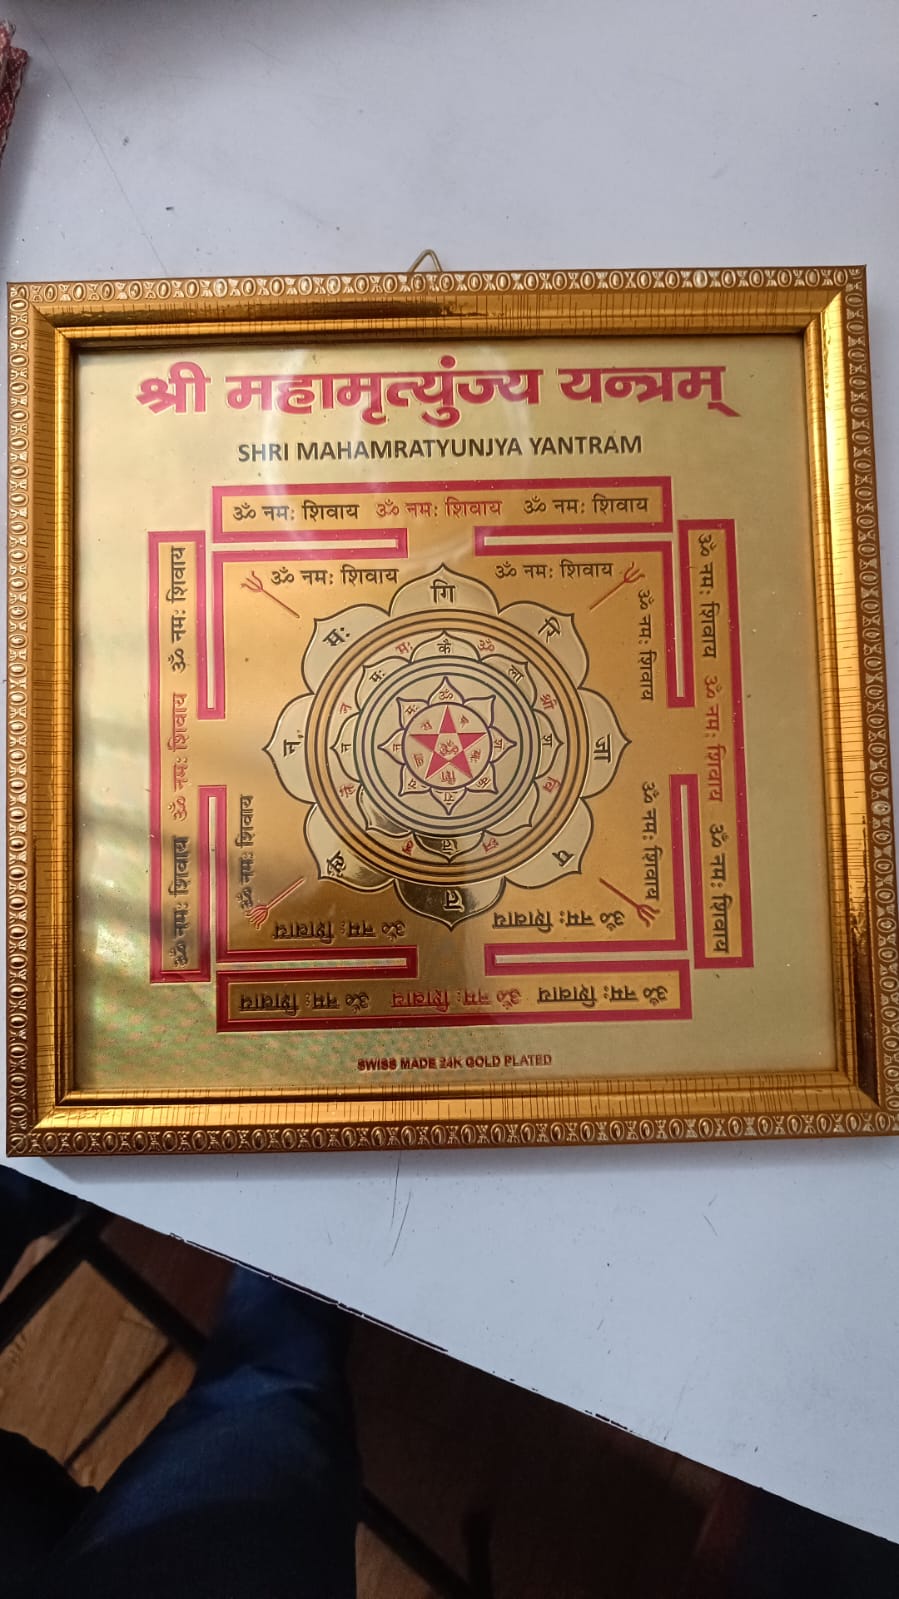 श्री महामृत्युंज्य यन्त्रम्
SHRI MAHAMRATYUNJYA YANTRAM
ॐ नमः शिवाय ॐ नमः शिवाय ॐ नमः शिवाय
ॐ नमः शिवाय ॐ नमः शिवाय
ॐ नमः शिवाय ॐ नमः शिवाय ॐ नमः शिवाय
ॐ नमः शिवाय ॐ नमः शिवाय ॐ नमः शिवाय
ॐ नमः शिवाय
ॐ नमः शिवाय
ॐ नमः शिवाय
गि
रि
जा
प
त
न
मः
ॐ नमः शिवाय ॐ नमः शिवाय
ॐ नमः शिवाय ॐ नमः शिवाय ॐ नमः शिवाय
SWISS MADE 24K GOLD PLATED